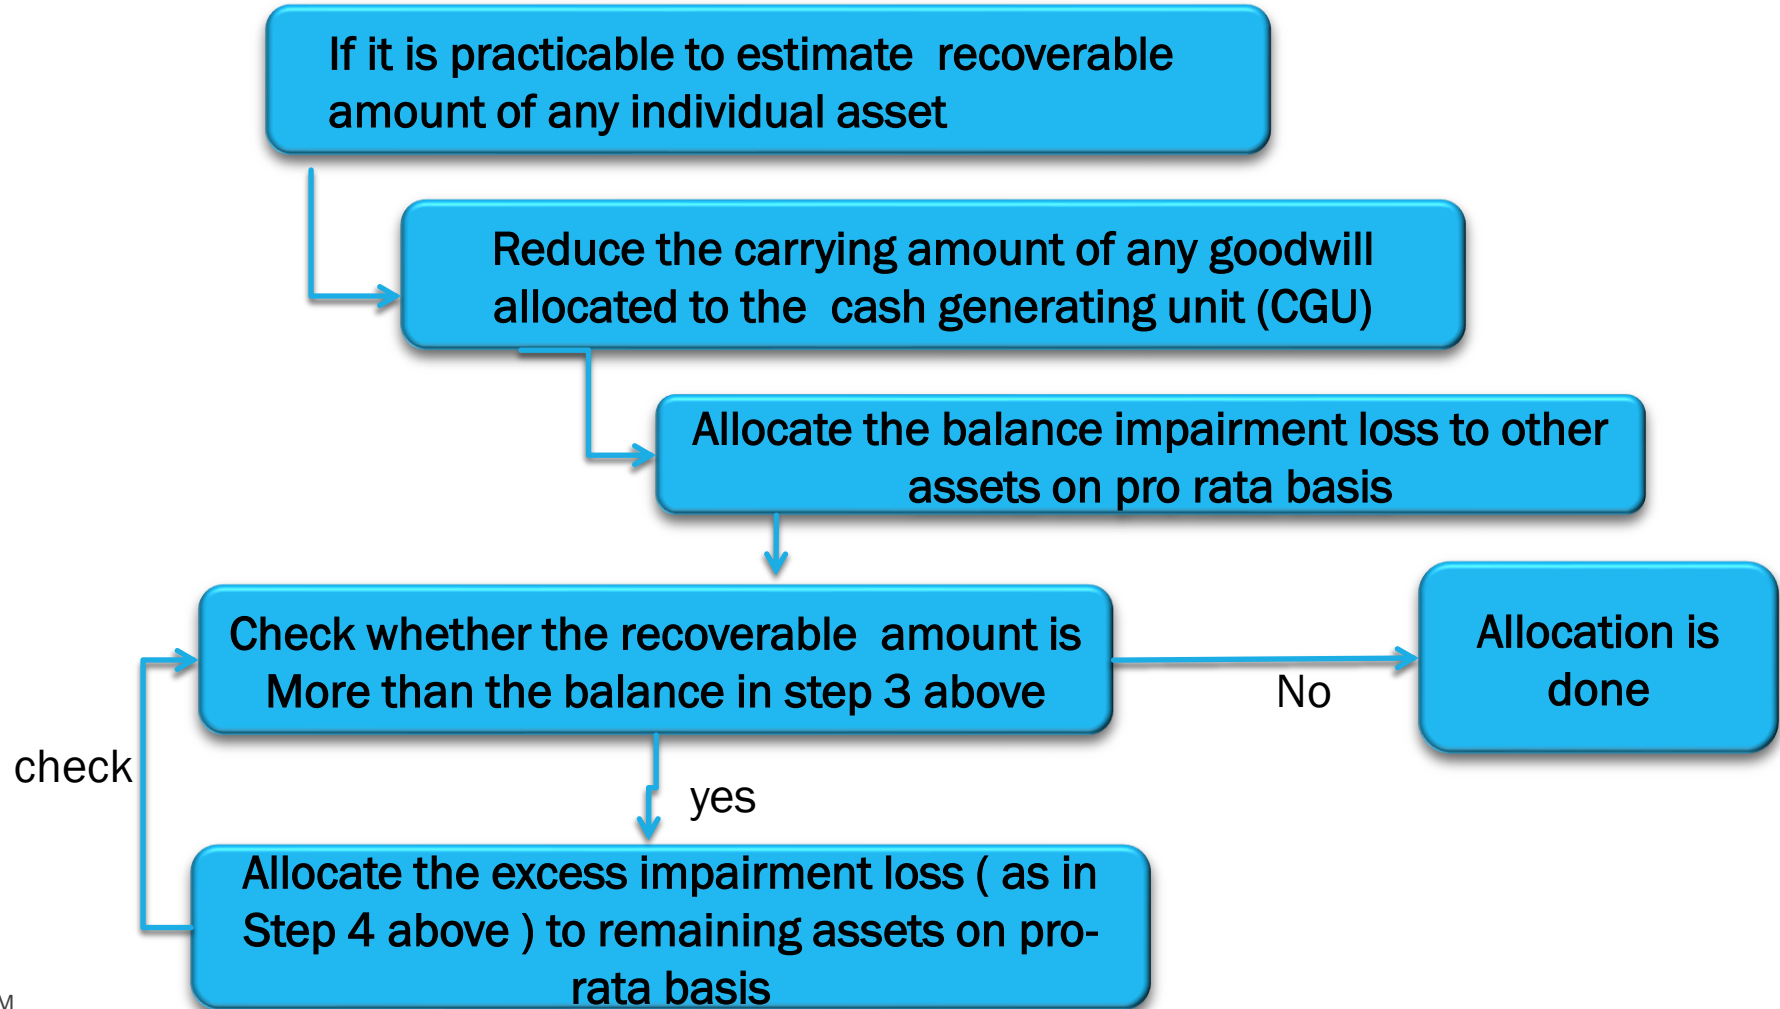 If it is practicable to estimate recoverable
amount of any individual asset
Reduce the carrying amount of any goodwill
allocated to the cash generating unit (CGU)
Allocate the balance impairment loss to other
assets on pro rata basis
Check whether the recoverable amount is
More than the balance in step 3 above
No
Allocation is
done
check
yes
Allocate the excess impairment loss ( as in
Step 4 above ) to remaining assets on pro-
rata basis
M